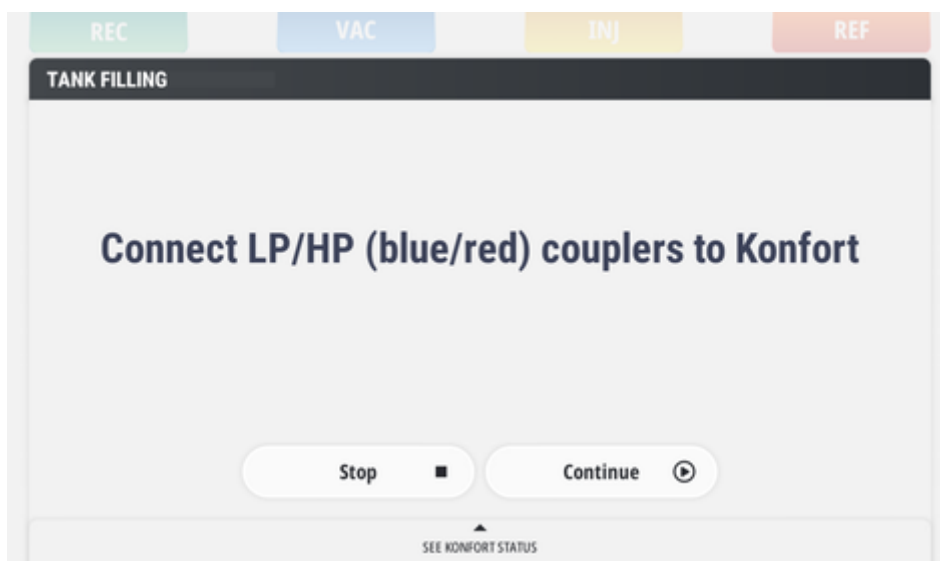 REC VAC INJ REF
TANK FILLING
Connect LP/HP (blue/red) couplers to Konfort
Stop Continue
SEE KONFORT STATUS